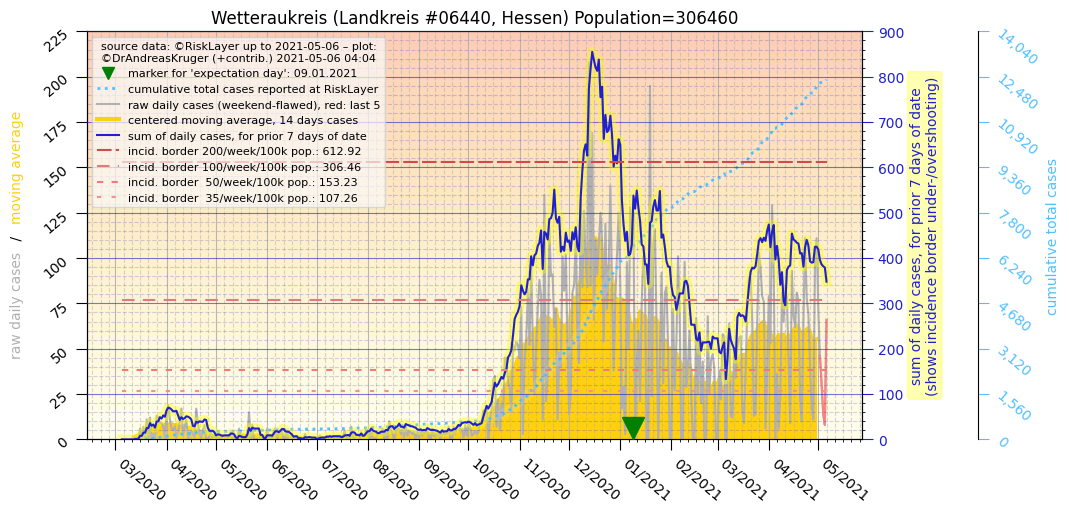 Wetteraukreis (Landkreis #06440, Hessen) Population=306460
source data: ©RiskLayer up to 2021-05-06 – plot:
©DrAndreasKruger (+contrib.) 2021-05-06 04:04
marker for 'expectation day': 09.01.2021
cumulative total cases reported at RiskLayer
raw daily cases (weekend-flawed), red: last 5
centered moving average, 14 days cases
sum of daily cases, for prior 7 days of date
incid. border 200/week/100k pop.: 612.92
incid. border 100/week/100k pop.: 306.46
incid. border  50/week/100k pop.: 153.23
incid. border  35/week/100k pop.: 107.26
raw daily cases / moving average
225
200
175
150
125
100
75
50
25
0
03/2020
04/2020
05/2020
06/2020
07/2020
08/2020
09/2020
10/2020
11/2020
12/2020
01/2021
02/2021
03/2021
04/2021
05/2021
900
800
700
600
500
400
300
200
100
0
sum of daily cases, for prior 7 days of date
(shows incidence border under-/overshooting)
14,040
12,480
10,920
9,360
7,800
6,240
4,680
3,120
1,560
0
cumulative total cases